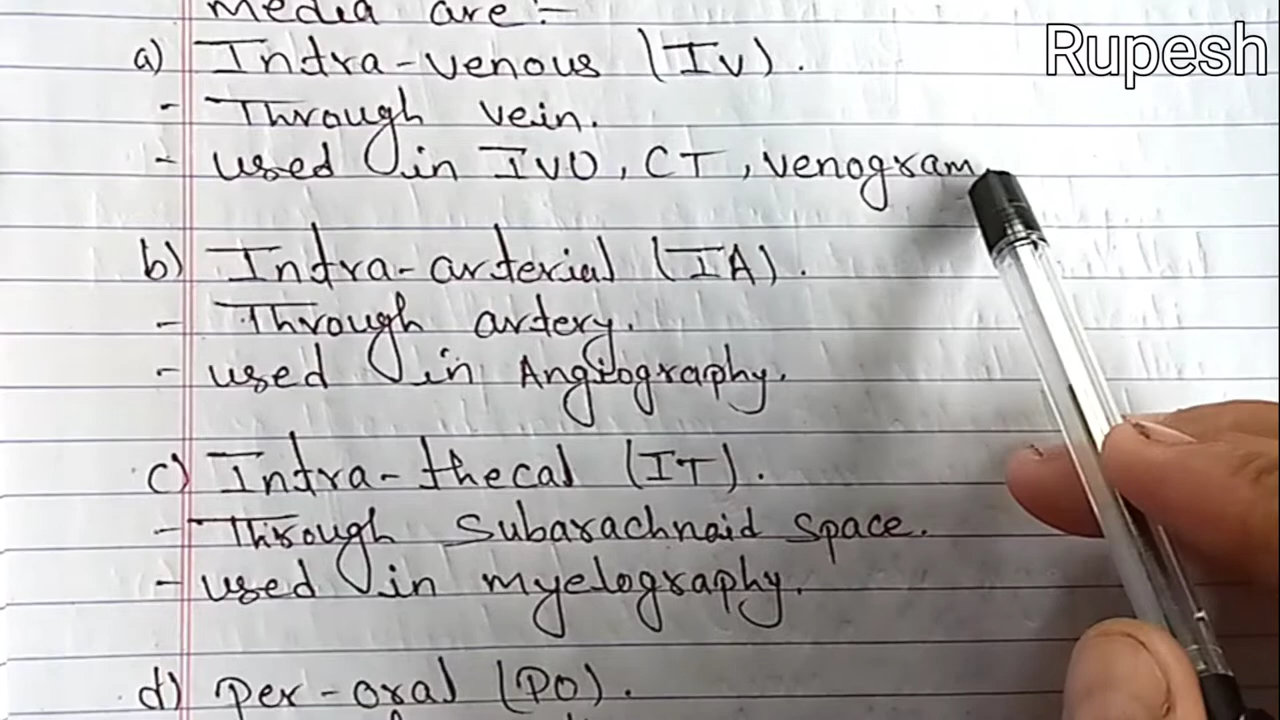 media are :-
Rupesh
a) Intra-venous (IV).
- Through vein.
- used in IVU, CT, venogram.
b) Intra-arterial (IA).
- Through artery.
- used in Angiography.
c) Intra-thecal (IT).
- Through Subarachnoid space.
- used in myelography.
d) per-oral (PO).